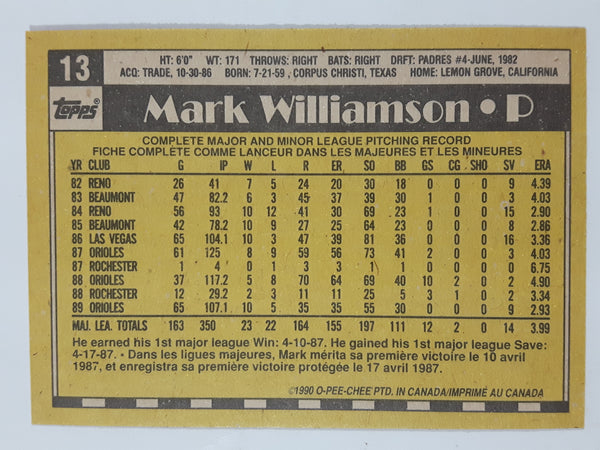 13
HT: 6'0" WT: 171 THROWS: RIGHT BATS: RIGHT DRFT: PADRES #4-JUNE, 1982
ACQ: TRADE, 10-30-86 BORN: 7-21-59, CORPUS CHRISTI, TEXAS HOME: LEMON GROVE, CALIFORNIA
Topps
Mark Williamson • P
COMPLETE MAJOR AND MINOR LEAGUE PITCHING RECORD
FICHE COMPLÈTE COMME LANCEUR DANS LES MAJEURES ET LES MINEURES
YR CLUB G IP W L R ER SO BB GS CG SHO SV ERA
82 RENO 26 41 7 5 24 20 30 18 0 0 0 9 4.39
83 BEAUMONT 47 82.2 6 3 45 37 39 30 1 0 0 3 4.03
84 RENO 56 93 10 12 41 30 69 23 1 0 0 15 2.90
85 BEAUMONT 42 78.2 10 9 27 25 64 23 0 0 0 8 2.86
86 LAS VEGAS 65 104.1 10 3 47 39 81 36 0 0 0 16 3.36
87 ORIOLES 61 125 8 9 59 56 73 41 2 0 0 3 4.03
87 ROCHESTER 1 4 0 0 3 3 1 0 0 0 0 0 6.75
88 ORIOLES 37 117.2 5 8 70 64 69 40 10 2 0 2 4.90
88 ROCHESTER 12 29.2 2 3 14 11 25 5 3 1 0 4 3.34
89 ORIOLES 65 107.1 10 5 35 35 55 30 0 0 0 9 2.93
MAJ. LEA. TOTALS 163 350 23 22 164 155 197 111 12 2 0 14 3.99
He earned his 1st major league Win: 4-10-87. He gained his 1st major league Save:
4-17-87. • Dans les ligues majeures, Mark mérita sa première victoire le 10 avril
1987, et enregistra sa première victoire protégée le 17 avril 1987.
©1990 O-PEE-CHEE PTD. IN CANADA/IMPRIMÉ AU CANADA